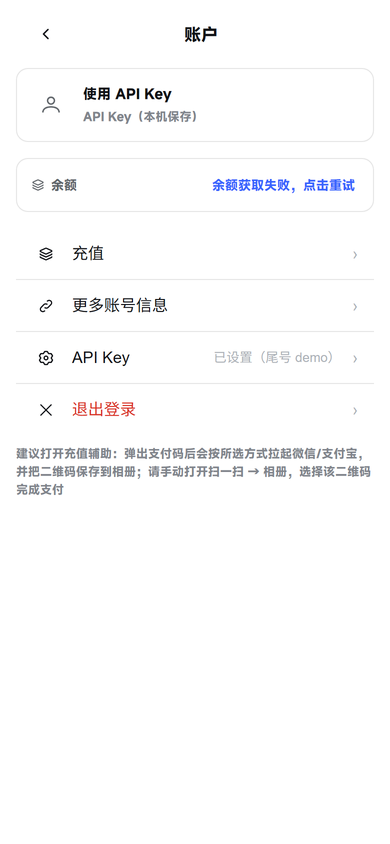 账户
使用 API Key
API Key（本机保存）
余额
余额获取失败，点击重试
充值
更多账号信息
API Key
已设置（尾号 demo）
退出登录
建议打开充值辅助：弹出支付码后会按所选方式拉起微信/支付宝，
并把二维码保存到相册；请手动打开扫一扫 → 相册，选择该二维码
完成支付